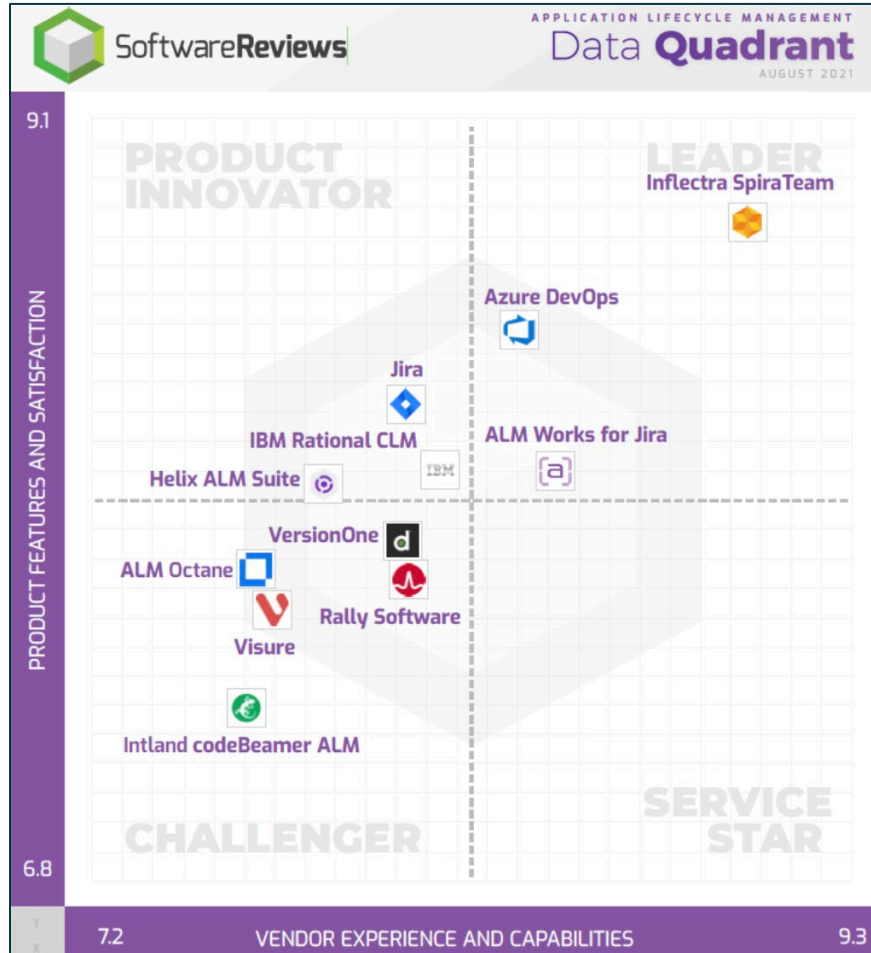 SoftwareReviews
APPLICATION LIFECYCLE MANAGEMENT
Data Quadrant
AUGUST 2021
9.1
PRODUCT
INNOVATOR
LEADER
Inflectra SpiraTeam
Azure DevOps
Jira
IBM Rational CLM
IBM
ALM Works for Jira
[a]
Helix ALM Suite
VersionOne
d
ALM Octane
Rally Software
Visure
Intland codeBeamer ALM
PRODUCT FEATURES AND SATISFACTION
CHALLENGER
SERVICE
STAR
6.8
Y
X
7.2
VENDOR EXPERIENCE AND CAPABILITIES
9.3